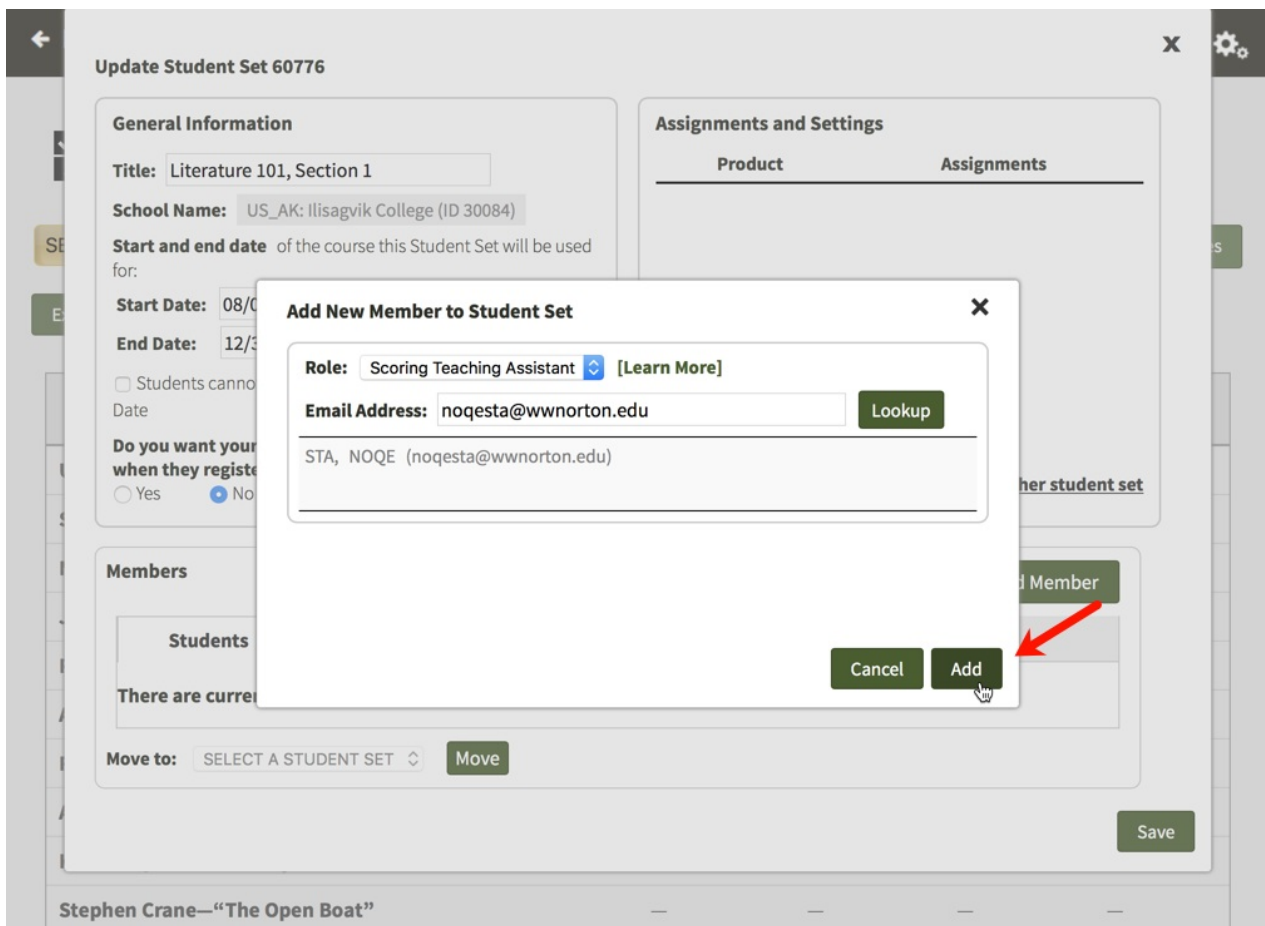 Update Student Set 60776
X
General Information
Title: Literature 101, Section 1
School Name: US_AK: Ilisagvik College (ID 30084)
Start and end date of the course this Student Set will be used
for:
Start Date: 08/0
End Date: 12/3
Students canno
Date
Do you want your
when they registe
Yes No
Assignments and Settings
Product Assignments
her student set
Add New Member to Student Set
Role: Scoring Teaching Assistant [Learn More]
Email Address: noqesta@wwnorton.edu Lookup
STA, NOQE (noqesta@wwnorton.edu)
Cancel Add
Members
d Member
Students
There are curre
Move to: SELECT A STUDENT SET Move
Save
Stephen Crane—“The Open Boat” — — — —